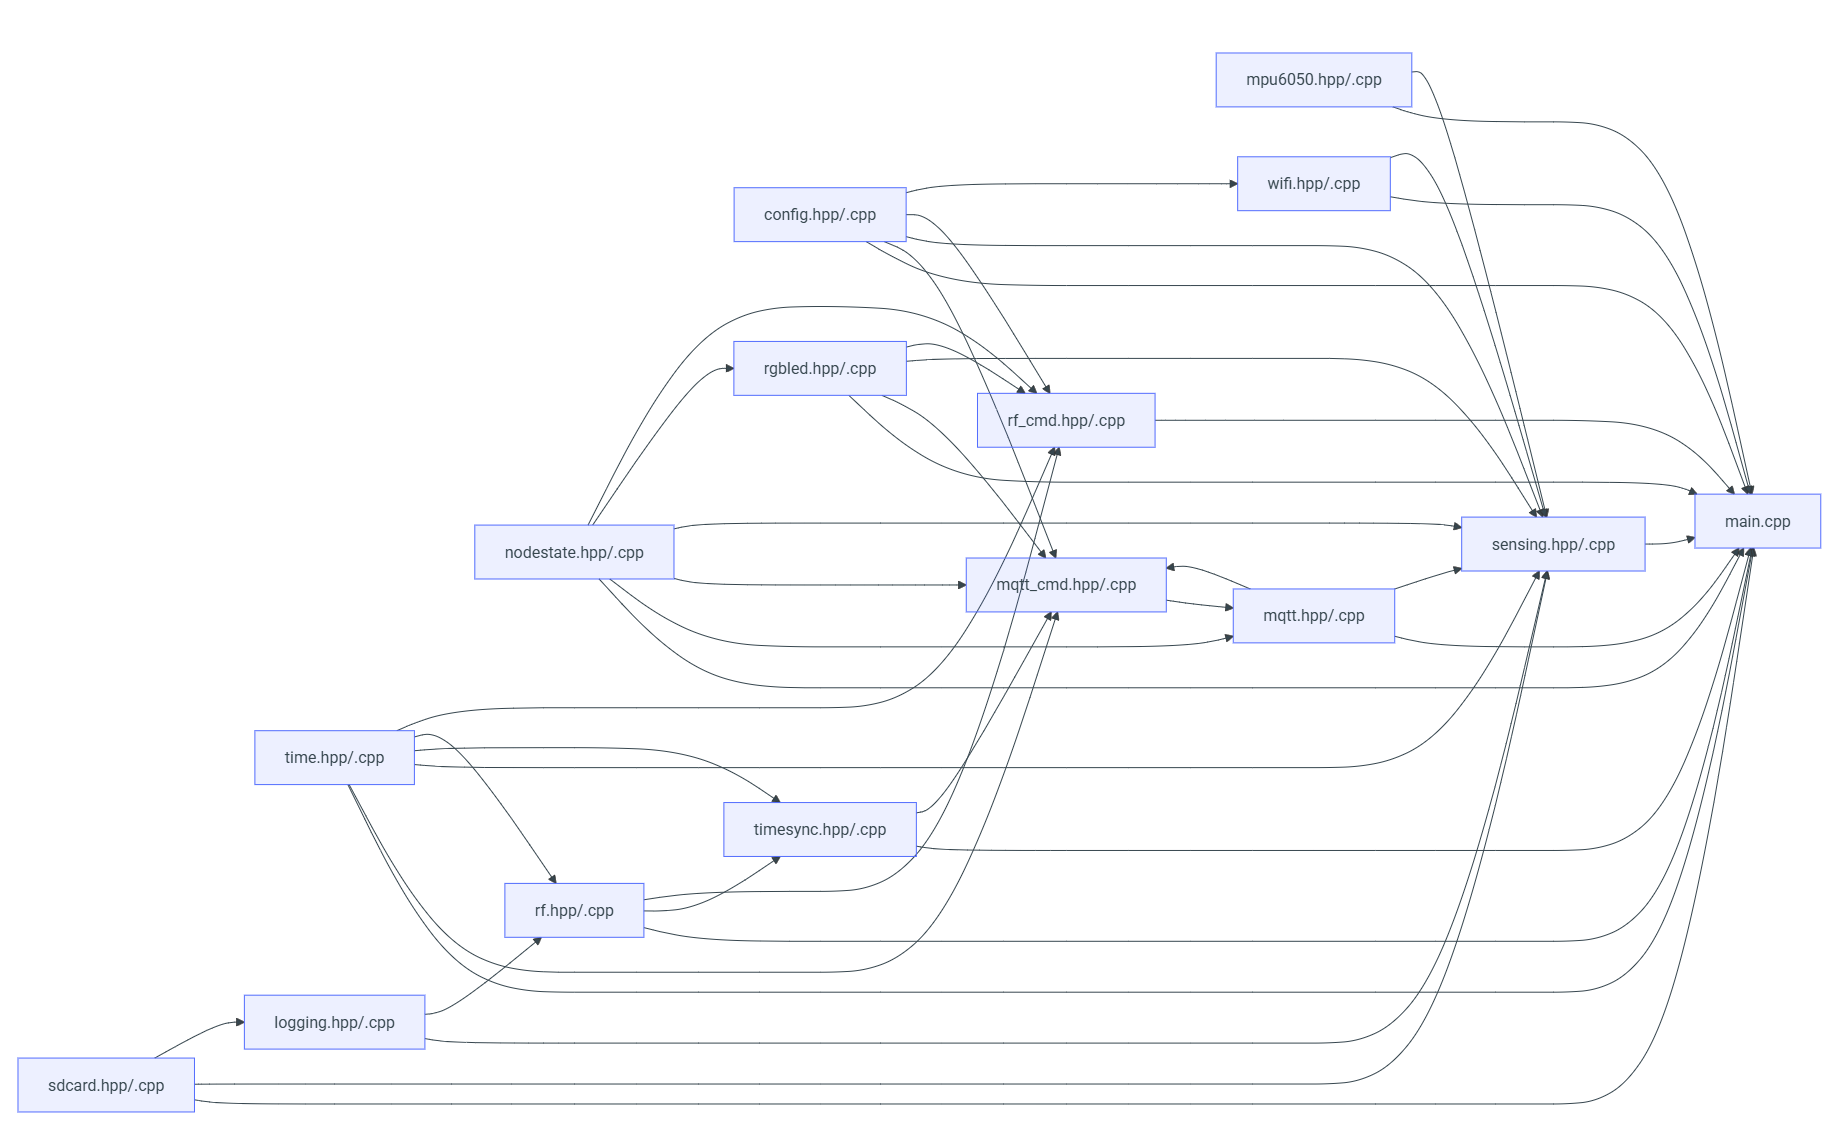 mpu6050.hpp/.cpp
wifi.hpp/.cpp
config.hpp/.cpp
rgbled.hpp/.cpp
rf_cmd.hpp/.cpp
main.cpp
sensing.hpp/.cpp
nodestate.hpp/.cpp
mqtt_cmd.hpp/.cpp
mqtt.hpp/.cpp
time.hpp/.cpp
timesync.hpp/.cpp
rf.hpp/.cpp
logging.hpp/.cpp
sdcard.hpp/.cpp